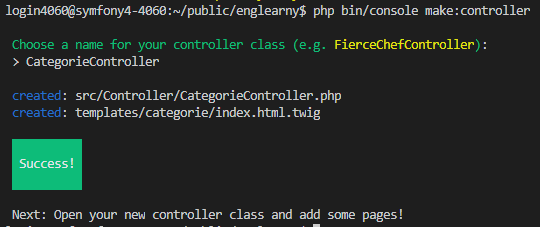 login4060@symfony4-4060:~/public/englearny$ php bin/console make:controller
Choose a name for your controller class (e.g. FierceChefController):
> CategorieController
created: src/Controller/CategorieController.php
created: templates/categorie/index.html.twig
Success!
Next: Open your new controller class and add some pages!